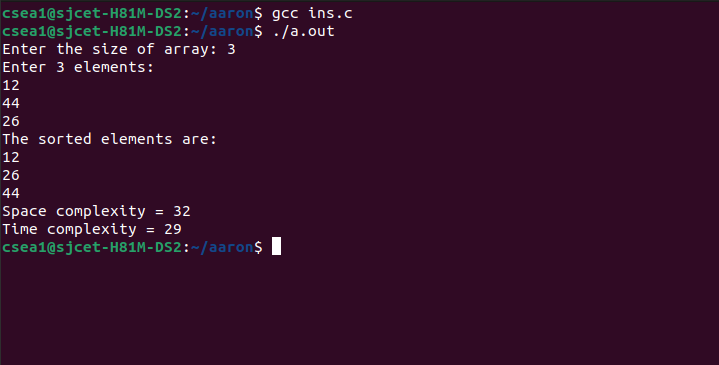 csea1@sjcet-H81M-DS2:~/aaron$ gcc ins.c
csea1@sjcet-H81M-DS2:~/aaron$ ./a.out
Enter the size of array: 3
Enter 3 elements:
12
44
26
The sorted elements are:
12
26
44
Space complexity = 32
Time complexity = 29
csea1@sjcet-H81M-DS2:~/aaron$